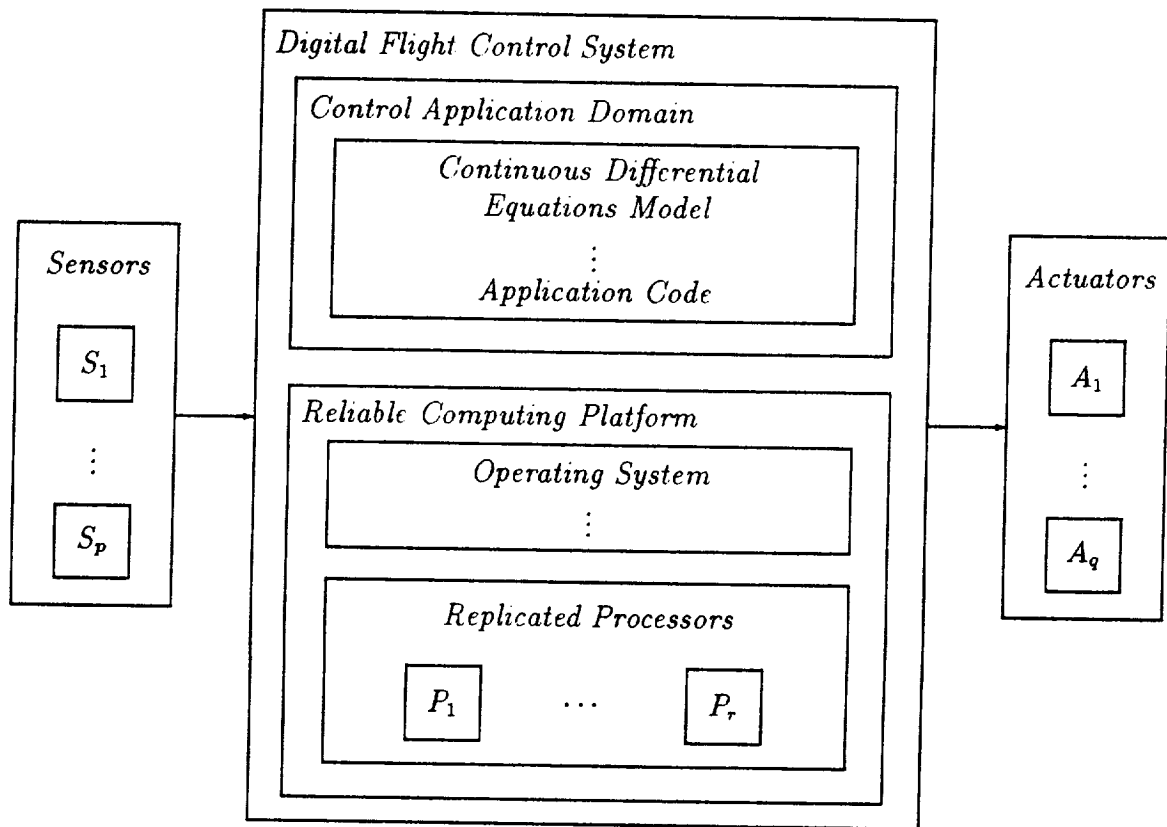 Digital Flight Control System
Control Application Domain
Continuous Differential
Equations Model
⋮
Application Code
Sensors
S₁
⋮
Sₚ
Reliable Computing Platform
Operating System
⋮
Replicated Processors
P₁ ⋯ Pᵣ
Actuators
A₁
⋮
A_q